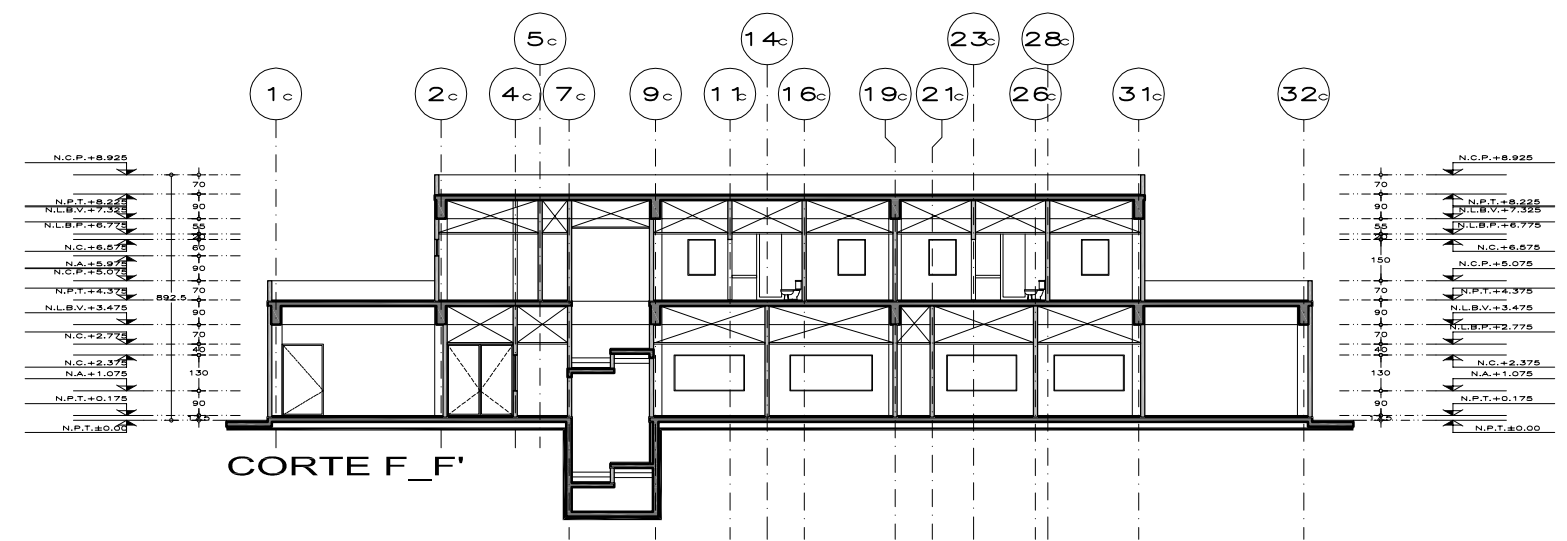 5c
14c
23c
28c
1c
2c
4c
7c
9c
11c
16c
19c
21c
26c
31c
32c
N.C.P.+8.925
N.P.T.+8.225
N.L.B.V.+7.325
N.L.B.P.+6.775
N.C.+6.575
N.A.+5.975
N.C.P.+5.075
N.P.T.+4.375
N.L.B.V.+3.475
N.C.+2.775
N.C.+2.375
N.A.+1.075
N.P.T.+0.175
N.P.T.±0.00
892.5
70
90
55
60
90
70
90
70
40
130
90
70
90
55
150
70
90
70
40
130
90
N.C.P.+8.925
N.P.T.+8.225
N.L.B.V.+7.325
N.L.B.P.+6.775
N.C.+6.575
N.C.P.+5.075
N.P.T.+4.375
N.L.B.V.+3.475
N.L.B.P.+2.775
N.C.+2.375
N.A.+1.075
N.P.T.+0.175
N.P.T.±0.00
CORTE F_F'